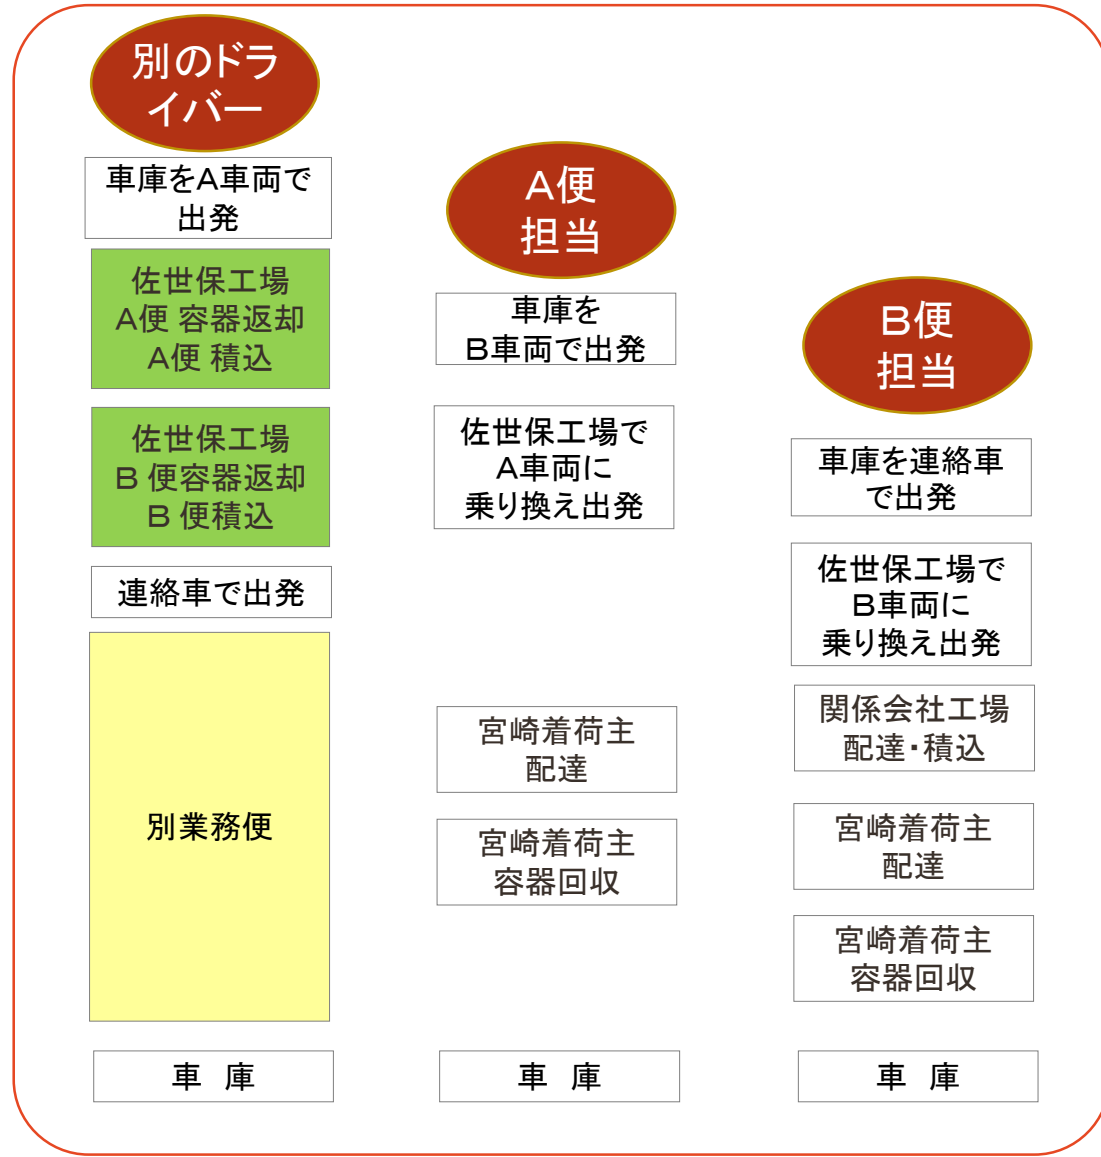 別のドラ
イバー
車庫をA車両で
出発
佐世保工場
A便 容器返却
A便 積込
佐世保工場
B 便容器返却
B 便積込
連絡車で出発
別業務便
車 庫
A便
担当
車庫を
B車両で出発
佐世保工場で
A車両に
乗り換え出発
宮崎着荷主
配達
宮崎着荷主
容器回収
車 庫
B便
担当
車庫を連絡車
で出発
佐世保工場で
B車両に
乗り換え出発
関係会社工場
配達・積込
宮崎着荷主
配達
宮崎着荷主
容器回収
車 庫